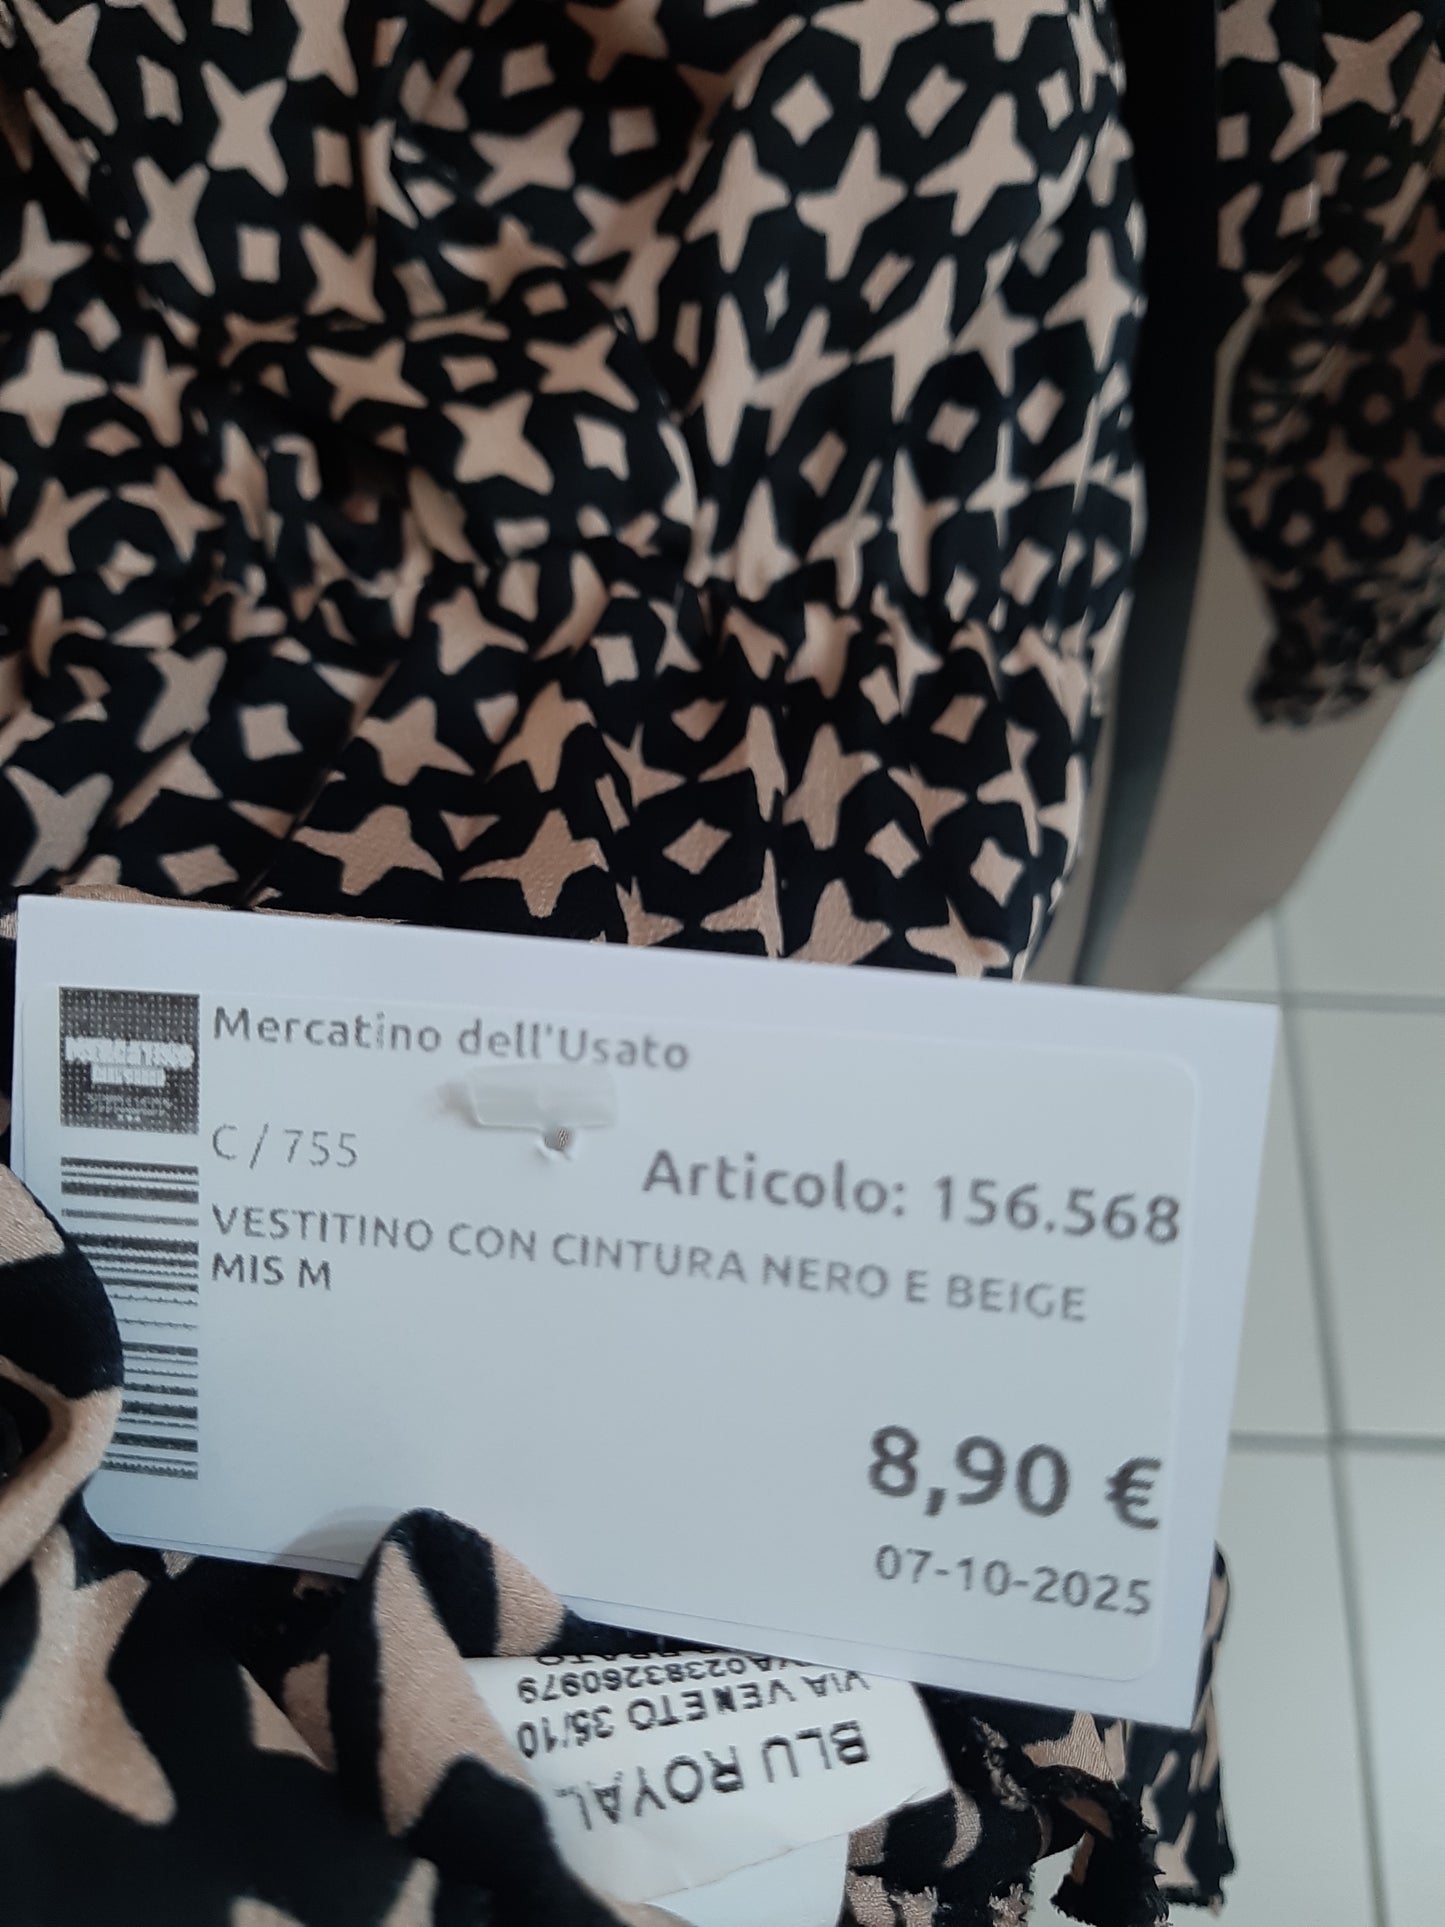 Mercatino dell'Usato
C/755
Articolo: 156.568
VESTITINO CON CINTURA NERO E BEIGE
MIS M
8,90 €
07-10-2025
BLU ROYAL
VIA VENETO 35/10